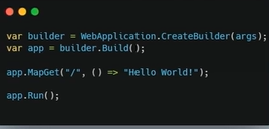 var builder = WebApplication.CreateBuilder(args);
var app = builder.Build();
app.MapGet("/", () => "Hello World!");
app.Run();